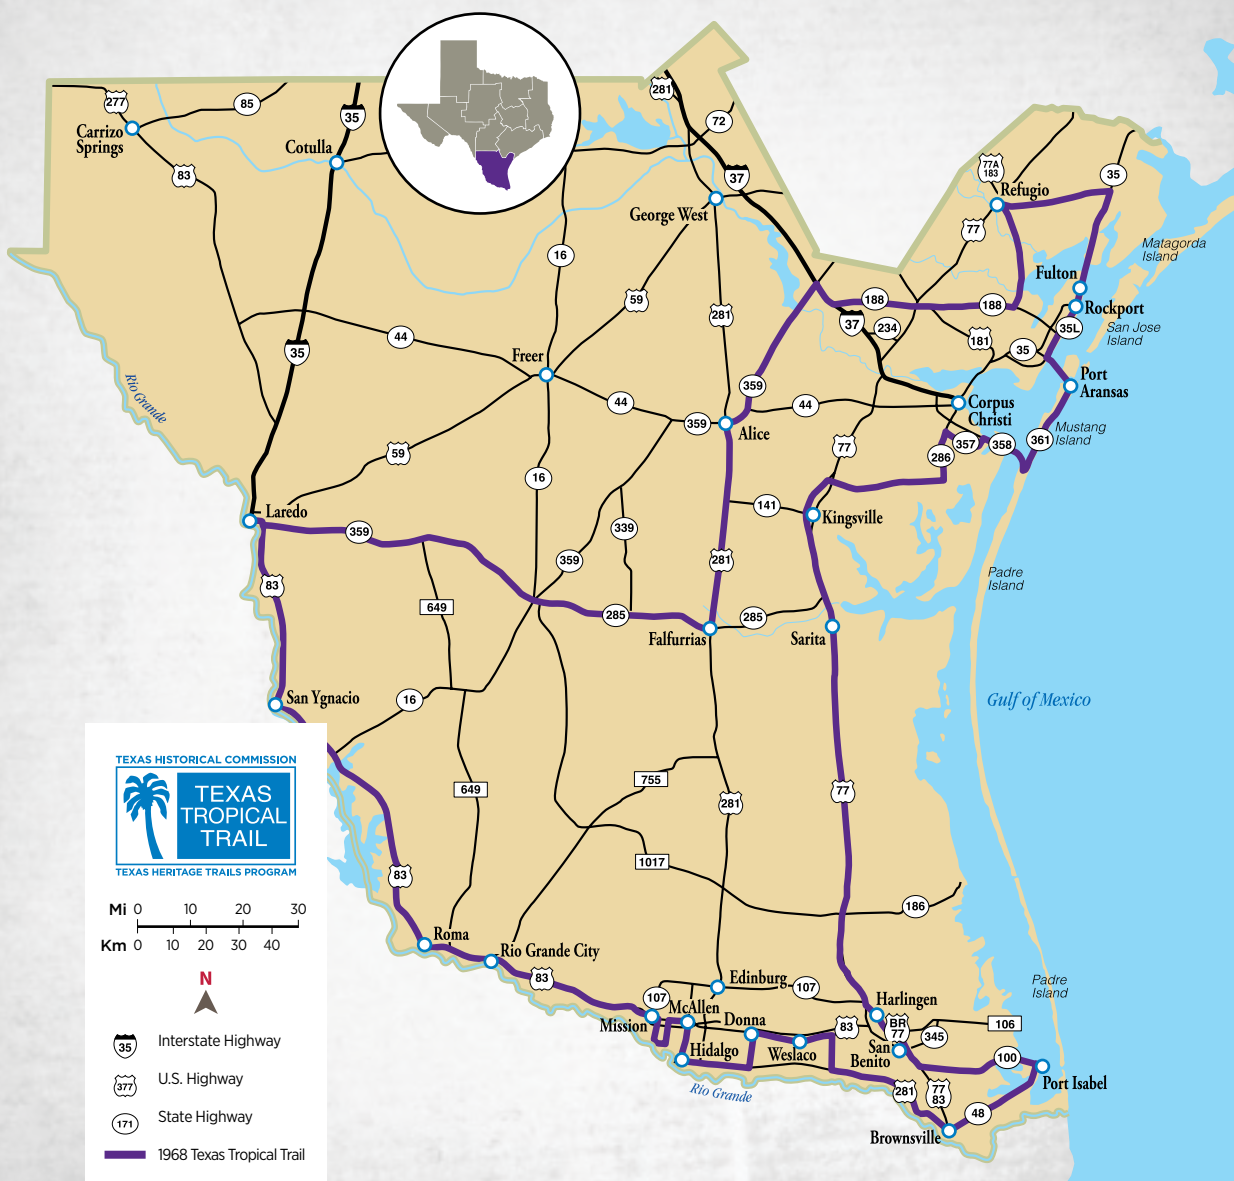 281
277
85
35
72
Carrizo
Springs
Cotulla
37
77A
183
35
83
Refugio
George West
77
Matagorda
Island
16
Fulton
59
188
188
Rockport
281
37
234
35L
San Jose
Island
44
181
35
35
Freer
Port
Aransas
359
Rio Grande
44
44
Corpus
Christi
359
Alice
Mustang
Island
361
357
358
77
59
286
16
141
Laredo
Kingsville
359
339
359
281
Padre
Island
83
649
285
285
Falfurrias
Sarita
San Ygnacio
16
Gulf of Mexico
TEXAS HISTORICAL COMMISSION
TEXAS
TROPICAL
TRAIL
TEXAS HERITAGE TRAILS PROGRAM
755
649
77
281
1017
83
186
Mi 0 10 20 30
Km 0 10 20 30 40
Roma
Rio Grande City
N
83
Edinburg
107
Padre
Island
107
McAllen
Harlingen
Mission
Donna
83
BR
77
106
345
35
Interstate Highway
Hidalgo
Weslaco
San
Benito
100
Port Isabel
377
U.S. Highway
Rio Grande
281
77
83
48
171
State Highway
Brownsville
1968 Texas Tropical Trail